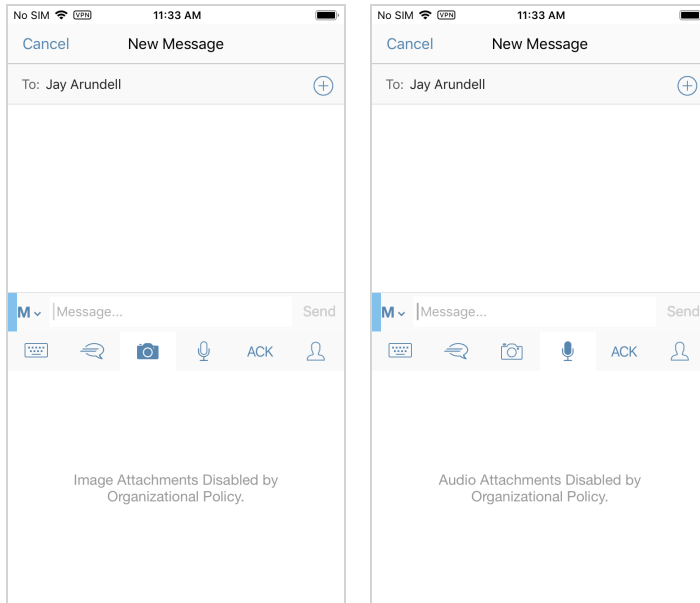 No SIM VPN 11:33 AM
Cancel New Message
To: Jay Arundell
M Message... Send
ACK
Image Attachments Disabled by
Organizational Policy.
No SIM VPN 11:33 AM
Cancel New Message
To: Jay Arundell
M Message... Send
ACK
Audio Attachments Disabled by
Organizational Policy.